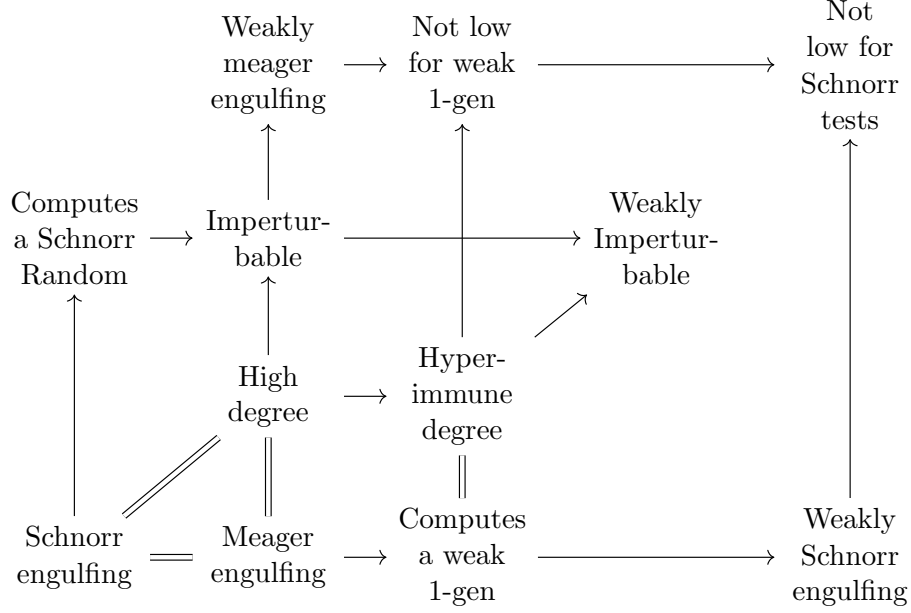 Weakly
meager
engulfing
Not low
for weak
1-gen
Not
low for
Schnorr
tests
Computes
a Schnorr
Random
Impertur-
bable
Weakly
Impertur-
bable
High
degree
Hyper-
immune
degree
Schnorr
engulfing
Meager
engulfing
Computes
a weak
1-gen
Weakly
Schnorr
engulfing